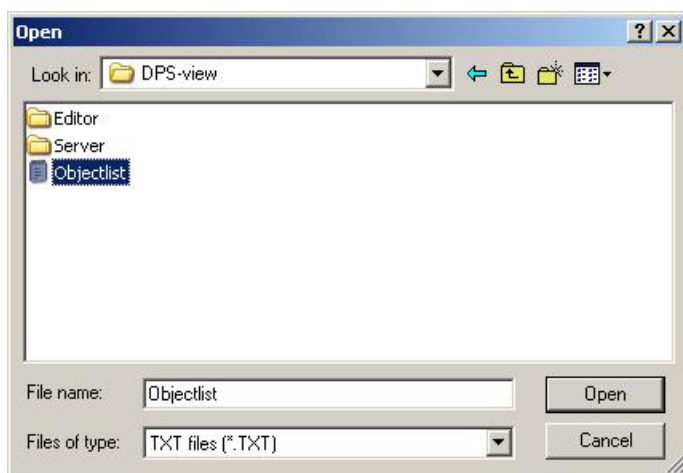 Open
Look in: DPS-view
Editor
Server
Objectlist
File name: Objectlist Open
Files of type: TXT files (*.TXT) Cancel